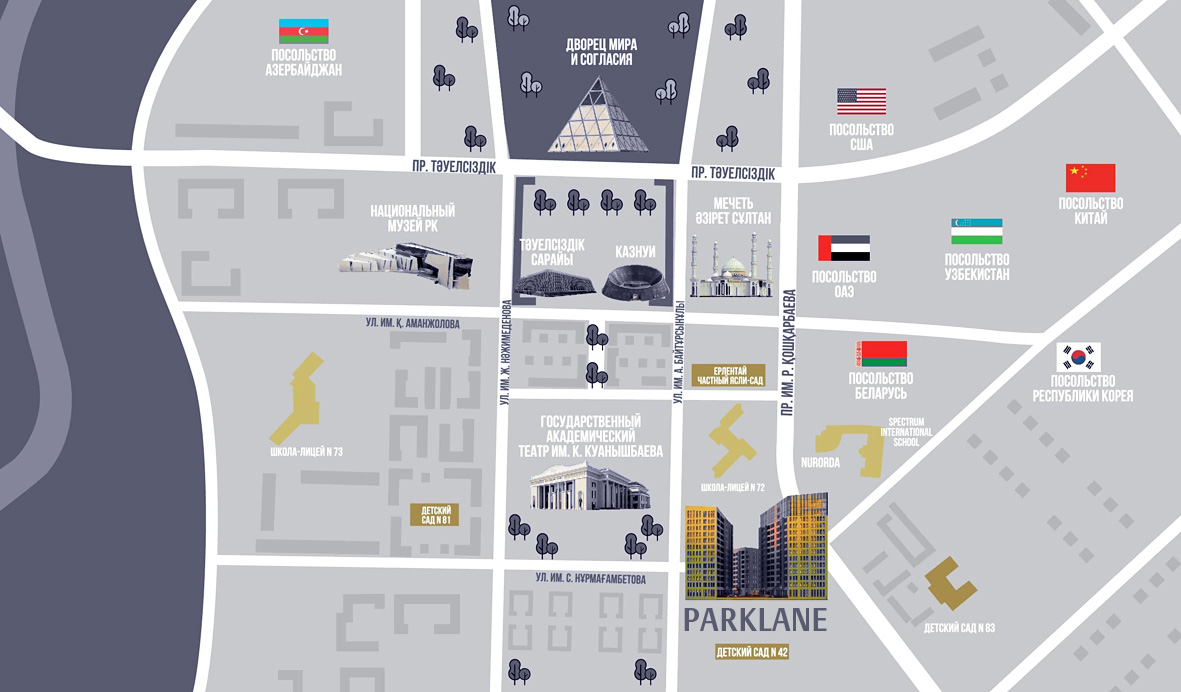 ПОСОЛЬСТВО
АЗЕРБАЙДЖАН
ДВОРЕЦ МИРА
И СОГЛАСИЯ
ПОСОЛЬСТВО
США
ПР. ТӘУЕЛСІЗДІК
ПР. ТӘУЕЛСІЗДІК
ПОСОЛЬСТВО
КИТАЙ
НАЦИОНАЛЬНЫЙ
МУЗЕЙ РК
МЕЧЕТЬ
ӘЗІРЕТ СҰЛТАН
ТӘУЕЛСІЗДІК
САРАЙЫ
КАЗНУИ
ПОСОЛЬСТВО
УЗБЕКИСТАН
ПОСОЛЬСТВО
ОАЭ
УЛ. ИМ. Қ. АМАНЖОЛОВА
УЛ. ИМ. Ж. НӘЖИМЕДЕНОВА
УЛ. ИМ. А. БАЙТҰРСЫНҰЛЫ
ПР. ИМ. Р. ҚОШҚАРБАЕВА
ЕРЛЕНТАЙ
ЧАСТНЫЙ ЯСЛИ-САД
ПОСОЛЬСТВО
БЕЛАРУСЬ
ПОСОЛЬСТВО
РЕСПУБЛИКИ КОРЕЯ
ГОСУДАРСТВЕННЫЙ
АКАДЕМИЧЕСКИЙ
ТЕАТР ИМ. К. КУАНЫШБАЕВА
SPECTRUM
INTERNATIONAL
SCHOOL
NURORDA
ШКОЛА-ЛИЦЕЙ N 73
ШКОЛА-ЛИЦЕЙ N 72
ДЕТСКИЙ
САД N 81
УЛ. ИМ. С. НҰРМАҒАМБЕТОВА
PARKLANE
ДЕТСКИЙ САД N 83
ДЕТСКИЙ САД N 42